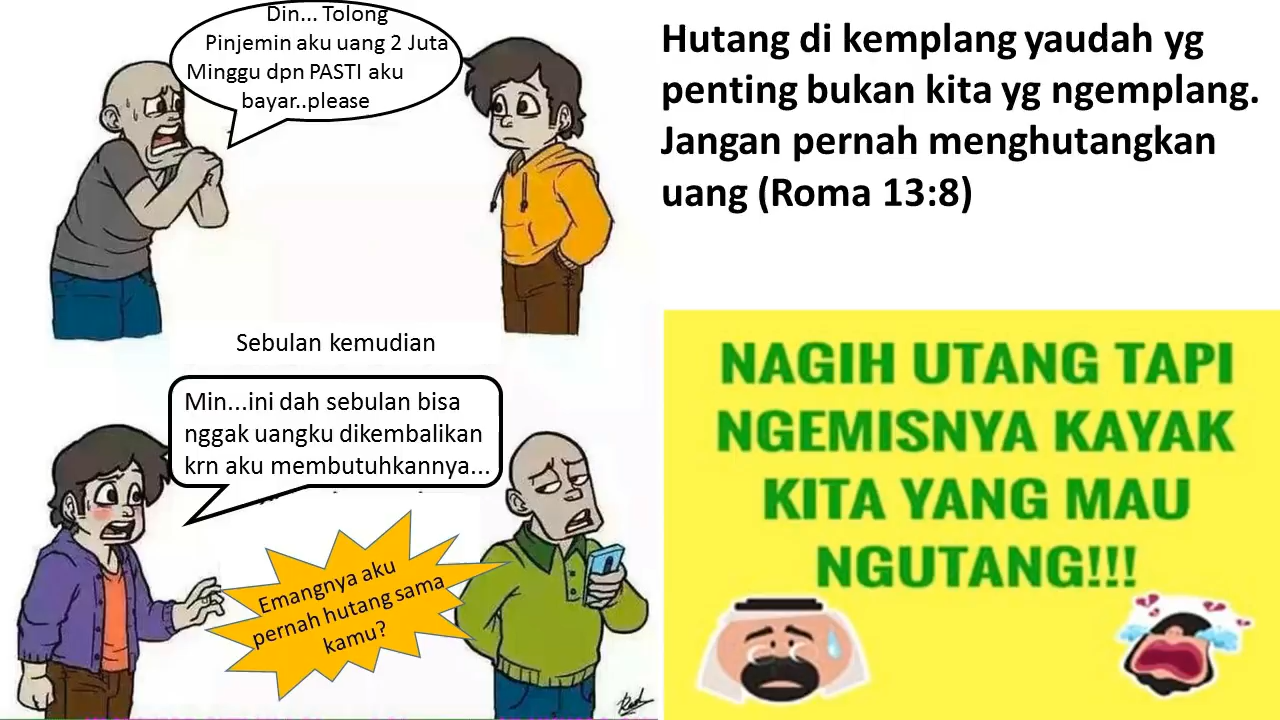 Din... Tolong
Pinjemin aku uang 2 Juta
Minggu dpn PASTI aku
bayar..please
Sebulan kemudian
Min...ini dah sebulan bisa
nggak uangku dikembalikan
krn aku membutuhkannya...
Emangnya aku
pernah hutang sama
kamu?
Hutang di kemplang yaudah yg
penting bukan kita yg ngemplang.
Jangan pernah menghutangkan
uang (Roma 13:8)
NAGIH UTANG TAPI
NGEMISNYA KAYAK
KITA YANG MAU
NGUTANG!!!